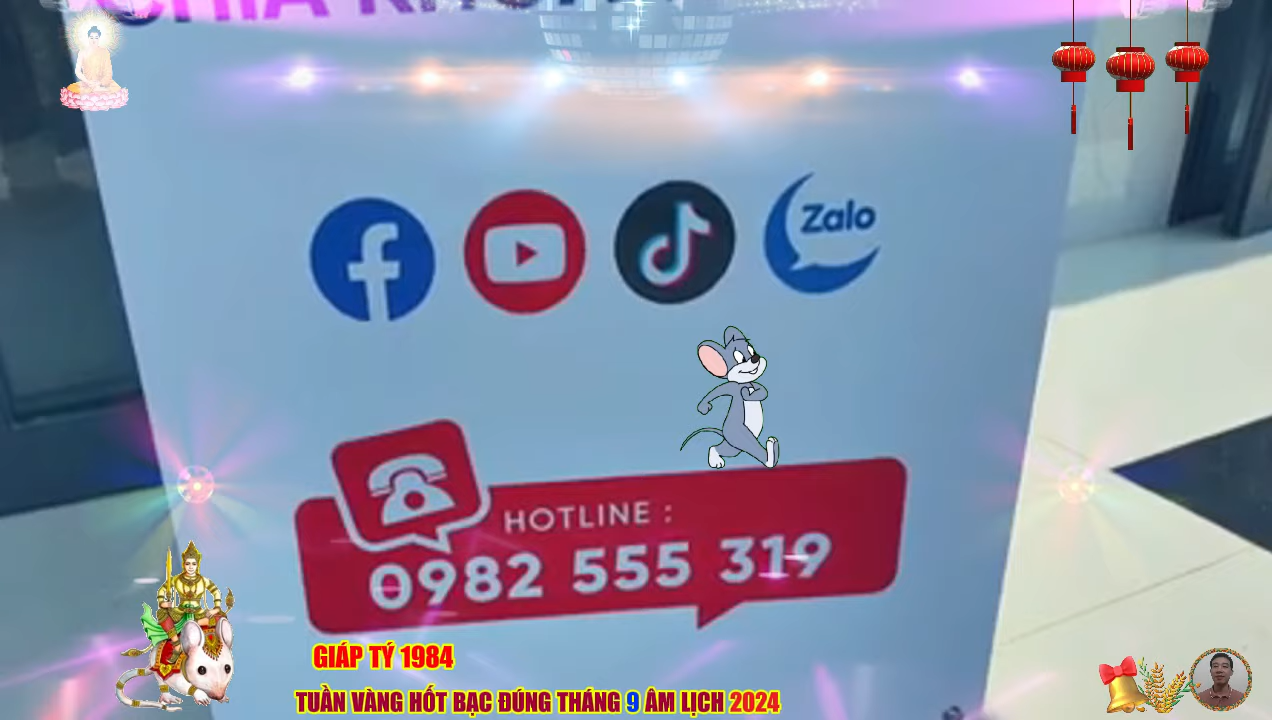 Zalo
HOTLINE :
0982 555 319
GIÁP TÝ 1984
TUẦN VÀNG HỐT BẠC ĐÚNG THÁNG 9 ÂM LỊCH 2024